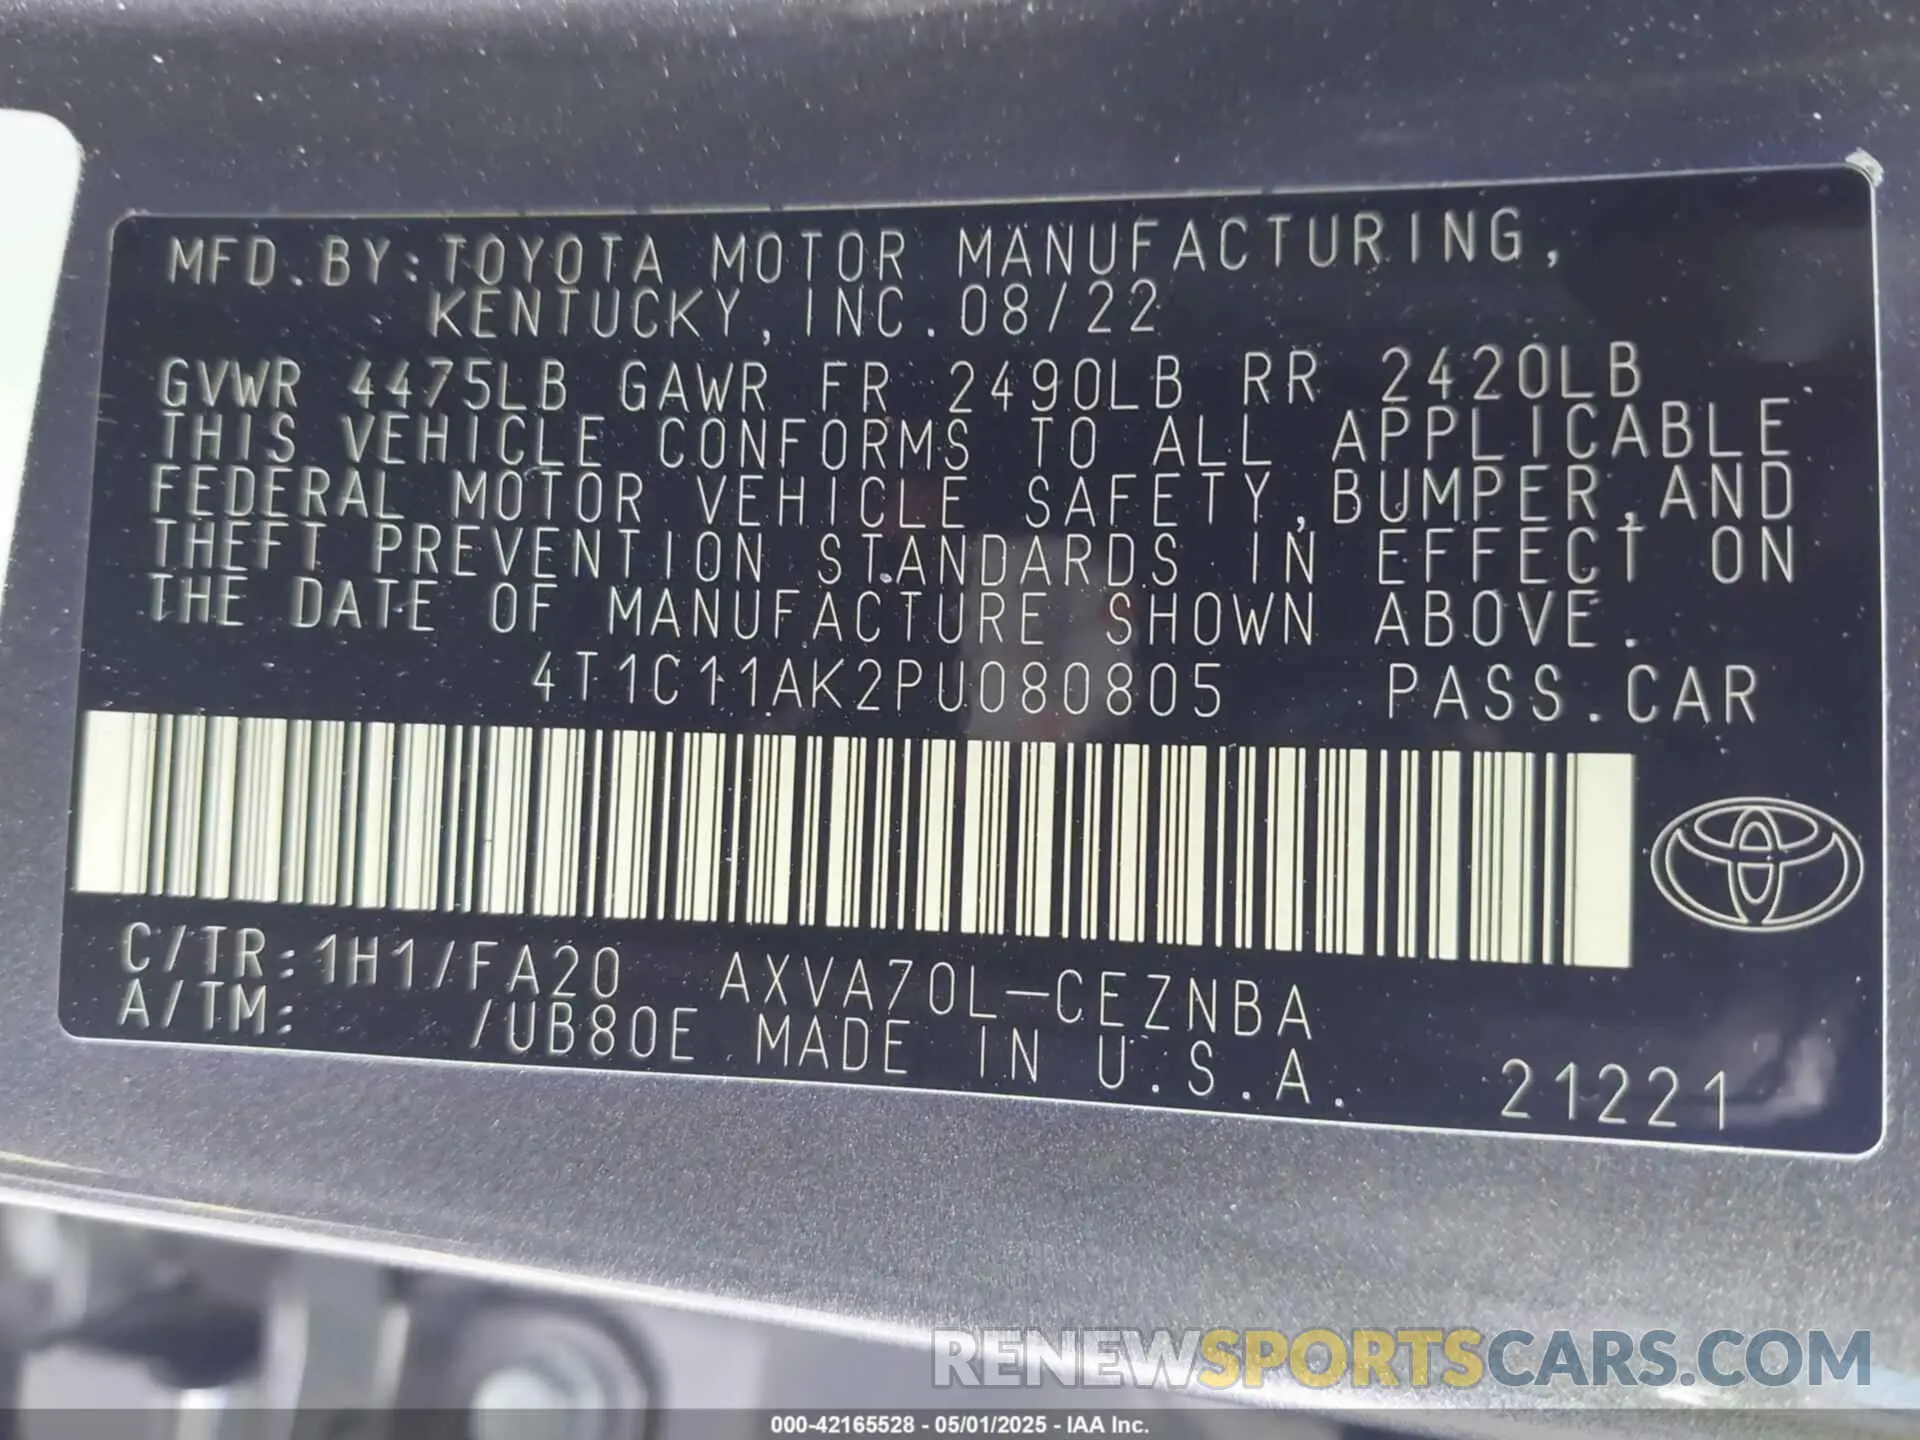 MFD.BY:TOYOTA MOTOR MANUFACTURING,
KENTUCKY,INC.08/22
GVWR 4475LB GAWR FR 2490LB RR 2420LB
THIS VEHICLE CONFORMS TO ALL APPLICABLE
FEDERAL MOTOR VEHICLE SAFETY,BUMPER,AND
THEFT PREVENTION STANDARDS IN EFFECT ON
THE DATE OF MANUFACTURE SHOWN ABOVE.
4T1C11AK2PU080805 PASS.CAR
C/TR:1H1/FA20 AXVA70L-CEZNBA
A/TM: /UB80E MADE IN U.S.A. 21221
RENEWSPORTSCARS.COM
000-42165528 - 05/01/2025 - IAA Inc.